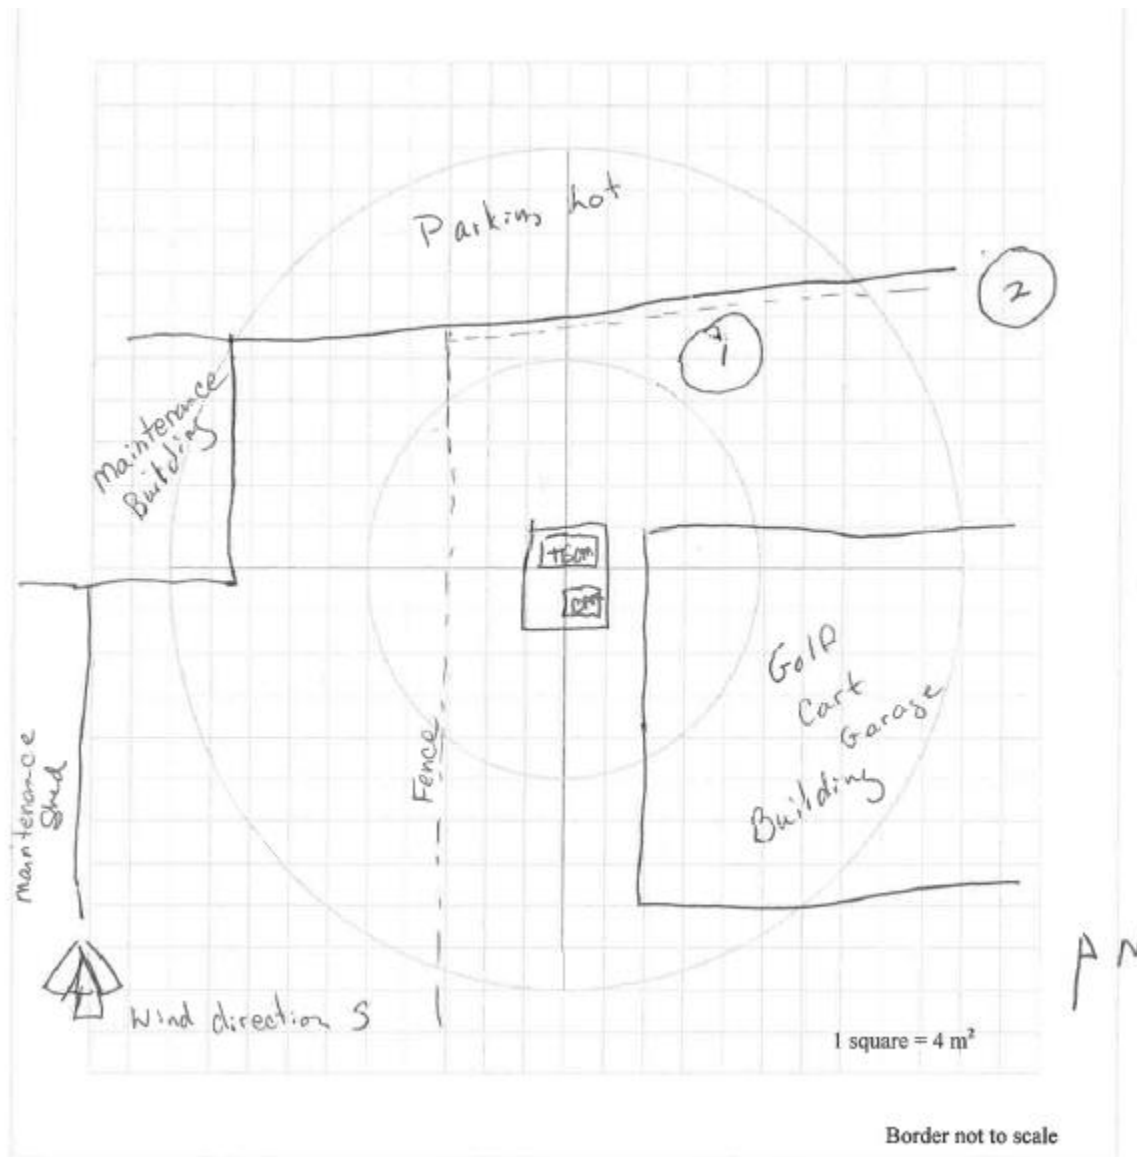 Parking Lot
2
1
Maintenance
Building
HSCM
Golf
Cart
Garage
Building
Fence
maintenance
Shed
Wind direction S
N
1 square = 4 m²
Border not to scale